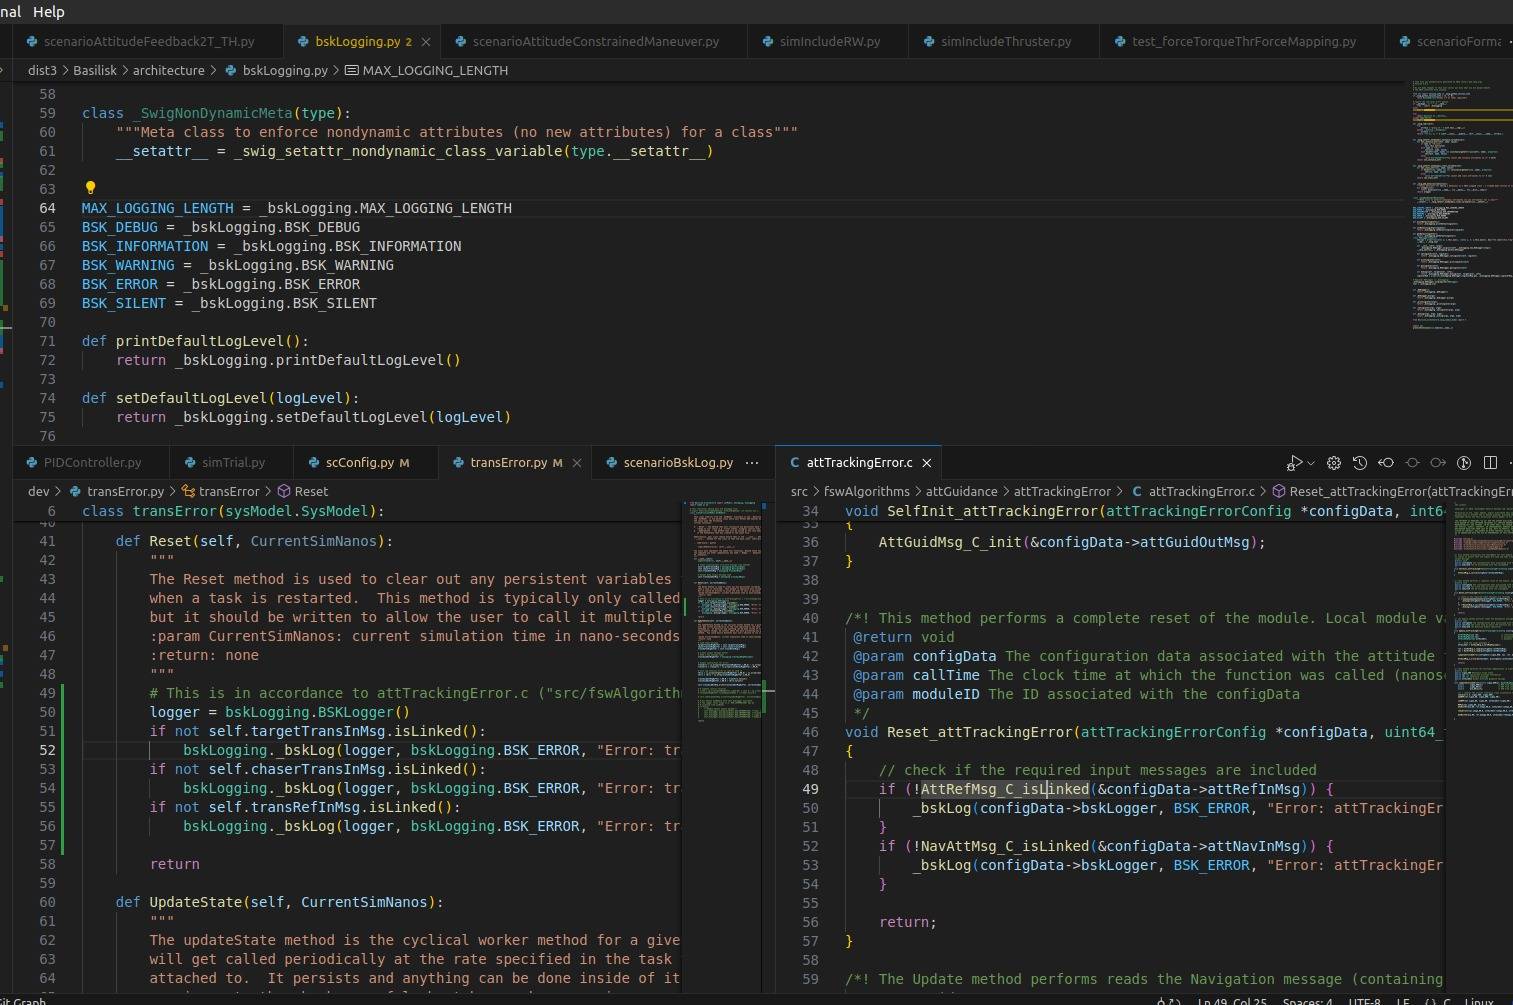 nal Help
scenarioAttitudeFeedback2T_TH.py bskLogging.py 2 scenarioAttitudeConstrainedManeuver.py simIncludeRW.py simIncludeThruster.py test_forceTorqueThrForceMapping.py scenarioForma
dist3 > Basilisk > architecture > bskLogging.py > MAX_LOGGING_LENGTH
58
59 class _SwigNonDynamicMeta(type):
60 """Meta class to enforce nondynamic attributes (no new attributes) for a class"""
61 __setattr__ = _swig_setattr_nondynamic_class_variable(type.__setattr__)
62
63
64 MAX_LOGGING_LENGTH = _bskLogging.MAX_LOGGING_LENGTH
65 BSK_DEBUG = _bskLogging.BSK_DEBUG
66 BSK_INFORMATION = _bskLogging.BSK_INFORMATION
67 BSK_WARNING = _bskLogging.BSK_WARNING
68 BSK_ERROR = _bskLogging.BSK_ERROR
69 BSK_SILENT = _bskLogging.BSK_SILENT
70
71 def printDefaultLogLevel():
72 return _bskLogging.printDefaultLogLevel()
73
74 def setDefaultLogLevel(logLevel):
75 return _bskLogging.setDefaultLogLevel(logLevel)
76
PIDController.py simTrial.py scConfig.py M transError.py M scenarioBskLog.py ...
dev > transError.py > transError > Reset
6 class transError(sysModel.SysModel):
40
41 def Reset(self, CurrentSimNanos):
42 """
43 The Reset method is used to clear out any persistent variables
44 when a task is restarted.  This method is typically only called
45 but it should be written to allow the user to call it multiple
46 :param CurrentSimNanos: current simulation time in nano-seconds
47 :return: none
48 """
49 # This is in accordance to attTrackingError.c ("src/fswAlgorith
50 logger = bskLogging.BSKLogger()
51 if not self.targetTransInMsg.isLinked():
52 bskLogging._bskLog(logger, bskLogging.BSK_ERROR, "Error: tr
53 if not self.chaserTransInMsg.isLinked():
54 bskLogging._bskLog(logger, bskLogging.BSK_ERROR, "Error: tr
55 if not self.transRefInMsg.isLinked():
56 bskLogging._bskLog(logger, bskLogging.BSK_ERROR, "Error: tr
57
58 return
59
60 def UpdateState(self, CurrentSimNanos):
61 """
62 The updateState method is the cyclical worker method for a give
63 will get called periodically at the rate specified in the task
64 attached to.  It persists and anything can be done inside of it
Git Graph
attTrackingError.c
src > fswAlgorithms > attGuidance > attTrackingError > attTrackingError.c > Reset_attTrackingError(attTrackingEr
34 void SelfInit_attTrackingError(attTrackingErrorConfig *configData, int64
35 {
36 AttGuidMsg_C_init(&configData->attGuidOutMsg);
37 }
38
39
40 /*! This method performs a complete reset of the module. Local module v
41 @return void
42 @param configData The configuration data associated with the attitude
43 @param callTime The clock time at which the function was called (nanos
44 @param moduleID The ID associated with the configData
45 */
46 void Reset_attTrackingError(attTrackingErrorConfig *configData, uint64_
47 {
48 // check if the required input messages are included
49 if (!AttRefMsg_C_isLinked(&configData->attRefInMsg)) {
50 _bskLog(configData->bskLogger, BSK_ERROR, "Error: attTrackingEr
51 }
52 if (!NavAttMsg_C_isLinked(&configData->attNavInMsg)) {
53 _bskLog(configData->bskLogger, BSK_ERROR, "Error: attTrackingEr
54 }
55
56 return;
57 }
58
59 /*! The Update method performs reads the Navigation message (containing
Ln 49, Col 25 Spaces: 4 UTF-8 LF {} C Linux